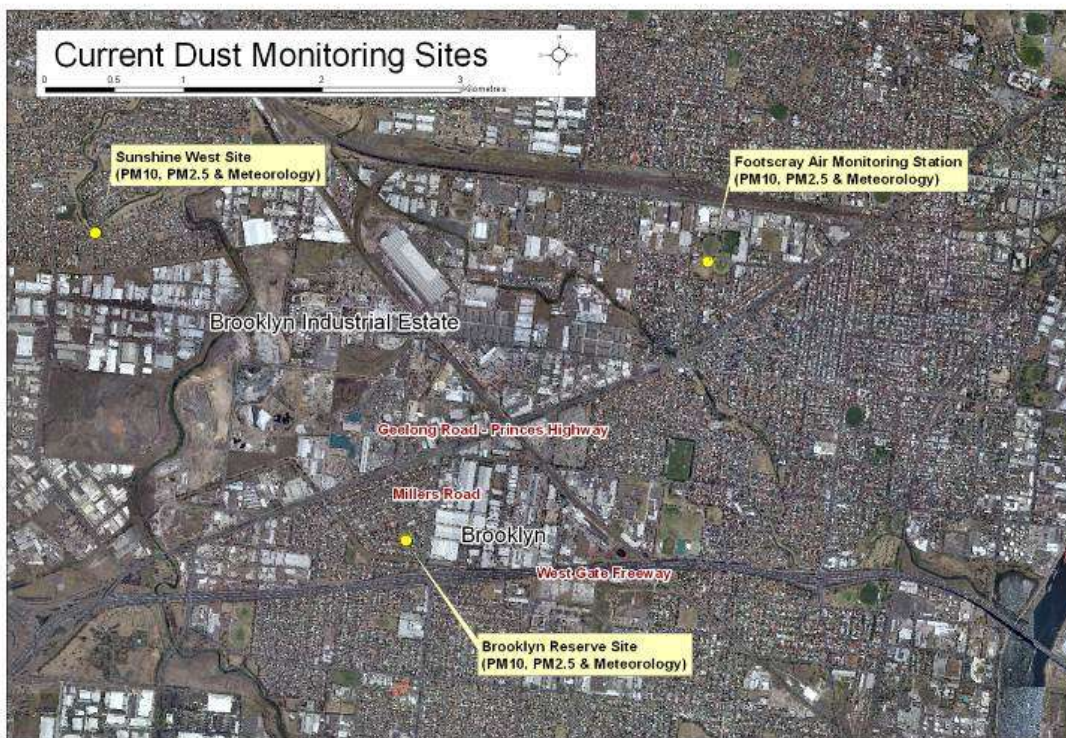 Current Dust Monitoring Sites
0 0.5 1 2 3
Kilometres
Sunshine West Site
(PM10, PM2.5 & Meteorology)
Footscray Air Monitoring Station
(PM10, PM2.5 & Meteorology)
Brooklyn Industrial Estate
Geelong Road - Princes Highway
Millers Road
Brooklyn
West Gate Freeway
Brooklyn Reserve Site
(PM10, PM2.5 & Meteorology)